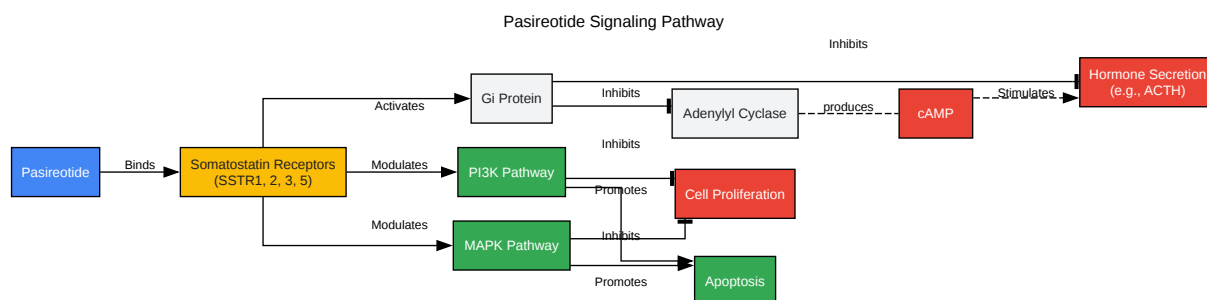 Pasireotide Signaling Pathway
Inhibits
Hormone Secretion
(e.g., ACTH)
Gi Protein
Activates
Inhibits
Adenylyl Cyclase
produces
cAMP
Stimulates
Inhibits
Pasireotide
Binds
Somatostatin Receptors
(SSTR1, 2, 3, 5)
Modulates
PI3K Pathway
Promotes
Cell Proliferation
Modulates
MAPK Pathway
Inhibits
Promotes
Apoptosis